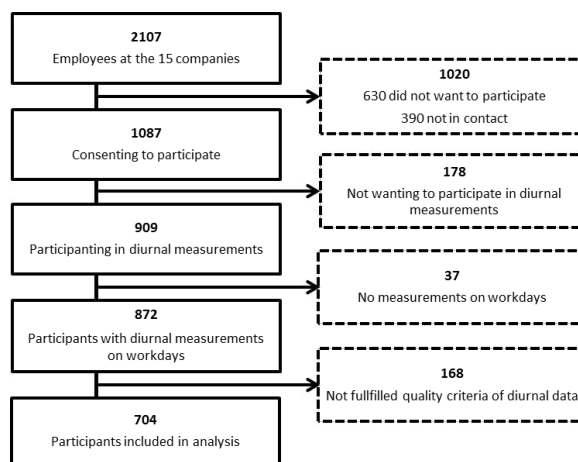 2107
Employees at the 15 companies
1020
630 did not want to participate
390 not in contact
1087
Consenting to participate
178
Not wanting to participate in diurnal
measurements
909
Participanting in diurnal measurements
37
No measurements on workdays
872
Participants with diurnal measurements
on workdays
168
Not fullfilled quality criteria of diurnal data
704
Participants included in analysis